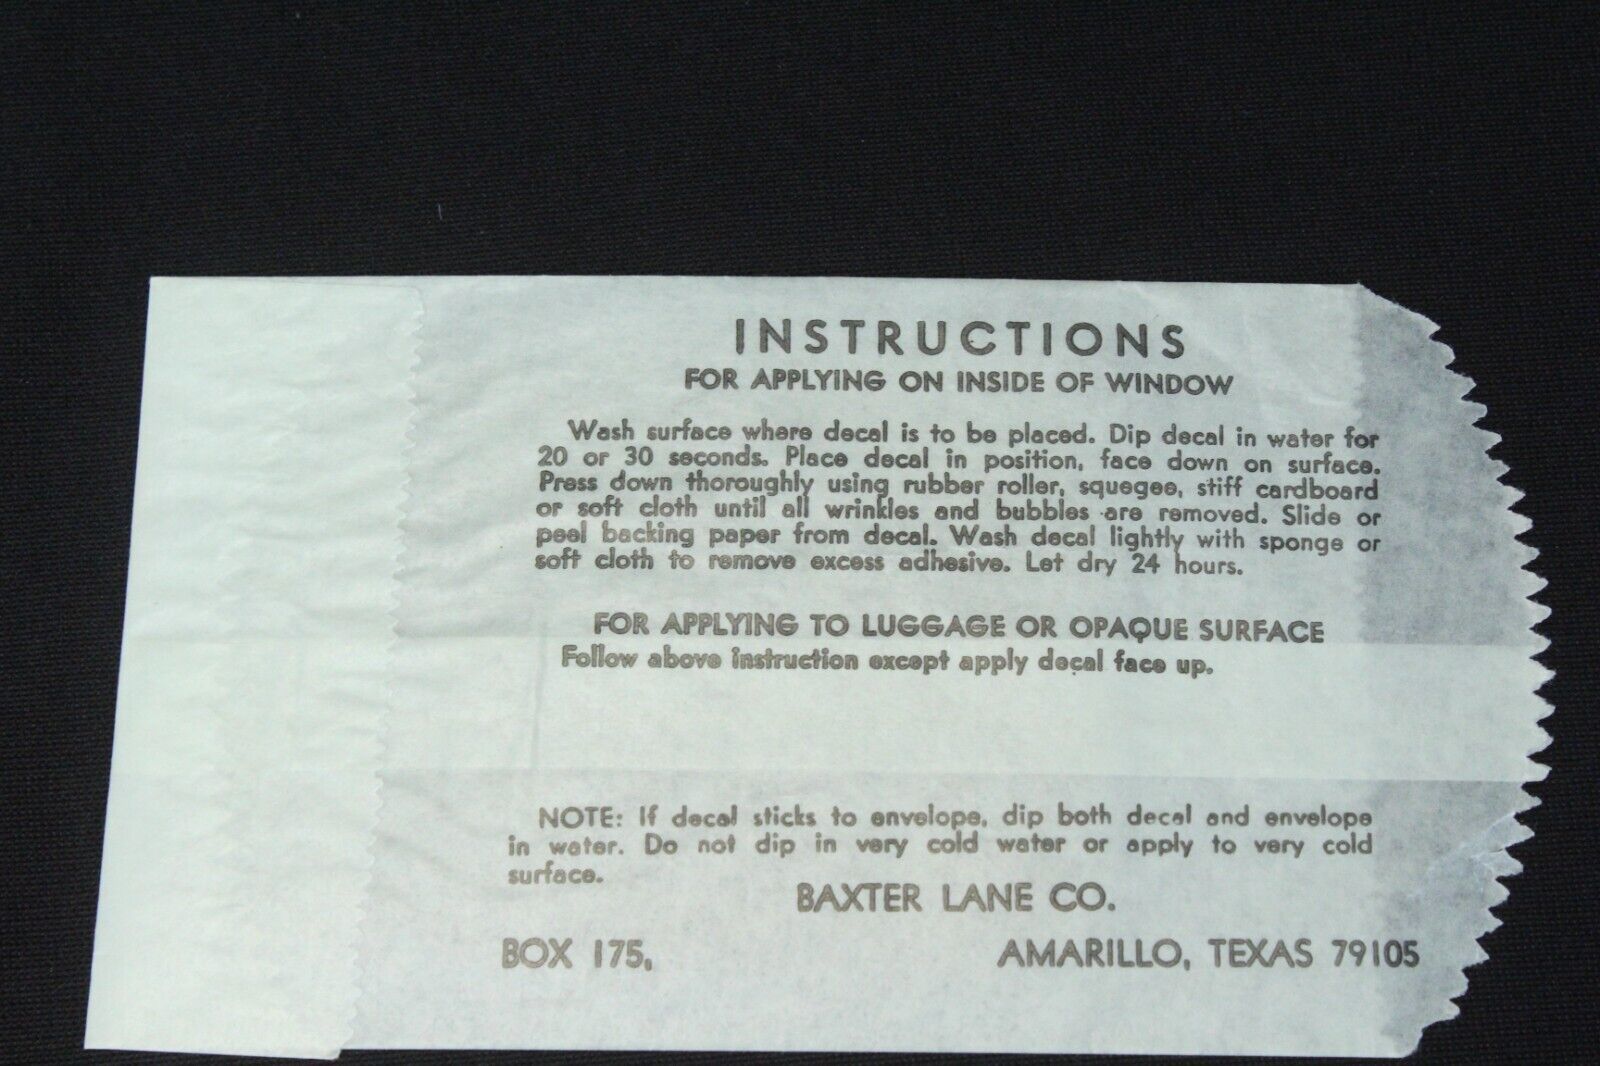 INSTRUCTIONS
FOR APPLYING ON INSIDE OF WINDOW
Wash surface where decal is to be placed. Dip decal in water for
20 or 30 seconds. Place decal in position, face down on surface.
Press down thoroughly using rubber roller, squegee, stiff cardboard
or soft cloth until all wrinkles and bubbles are removed. Slide or
peel backing paper from decal. Wash decal lightly with sponge or
soft cloth to remove excess adhesive. Let dry 24 hours.
FOR APPLYING TO LUGGAGE OR OPAQUE SURFACE
Follow above instruction except apply decal face up.
NOTE: If decal sticks to envelope, dip both decal and envelope
in water. Do not dip in very cold water or apply to very cold
surface.
BAXTER LANE CO.
BOX 175, AMARILLO, TEXAS 79105